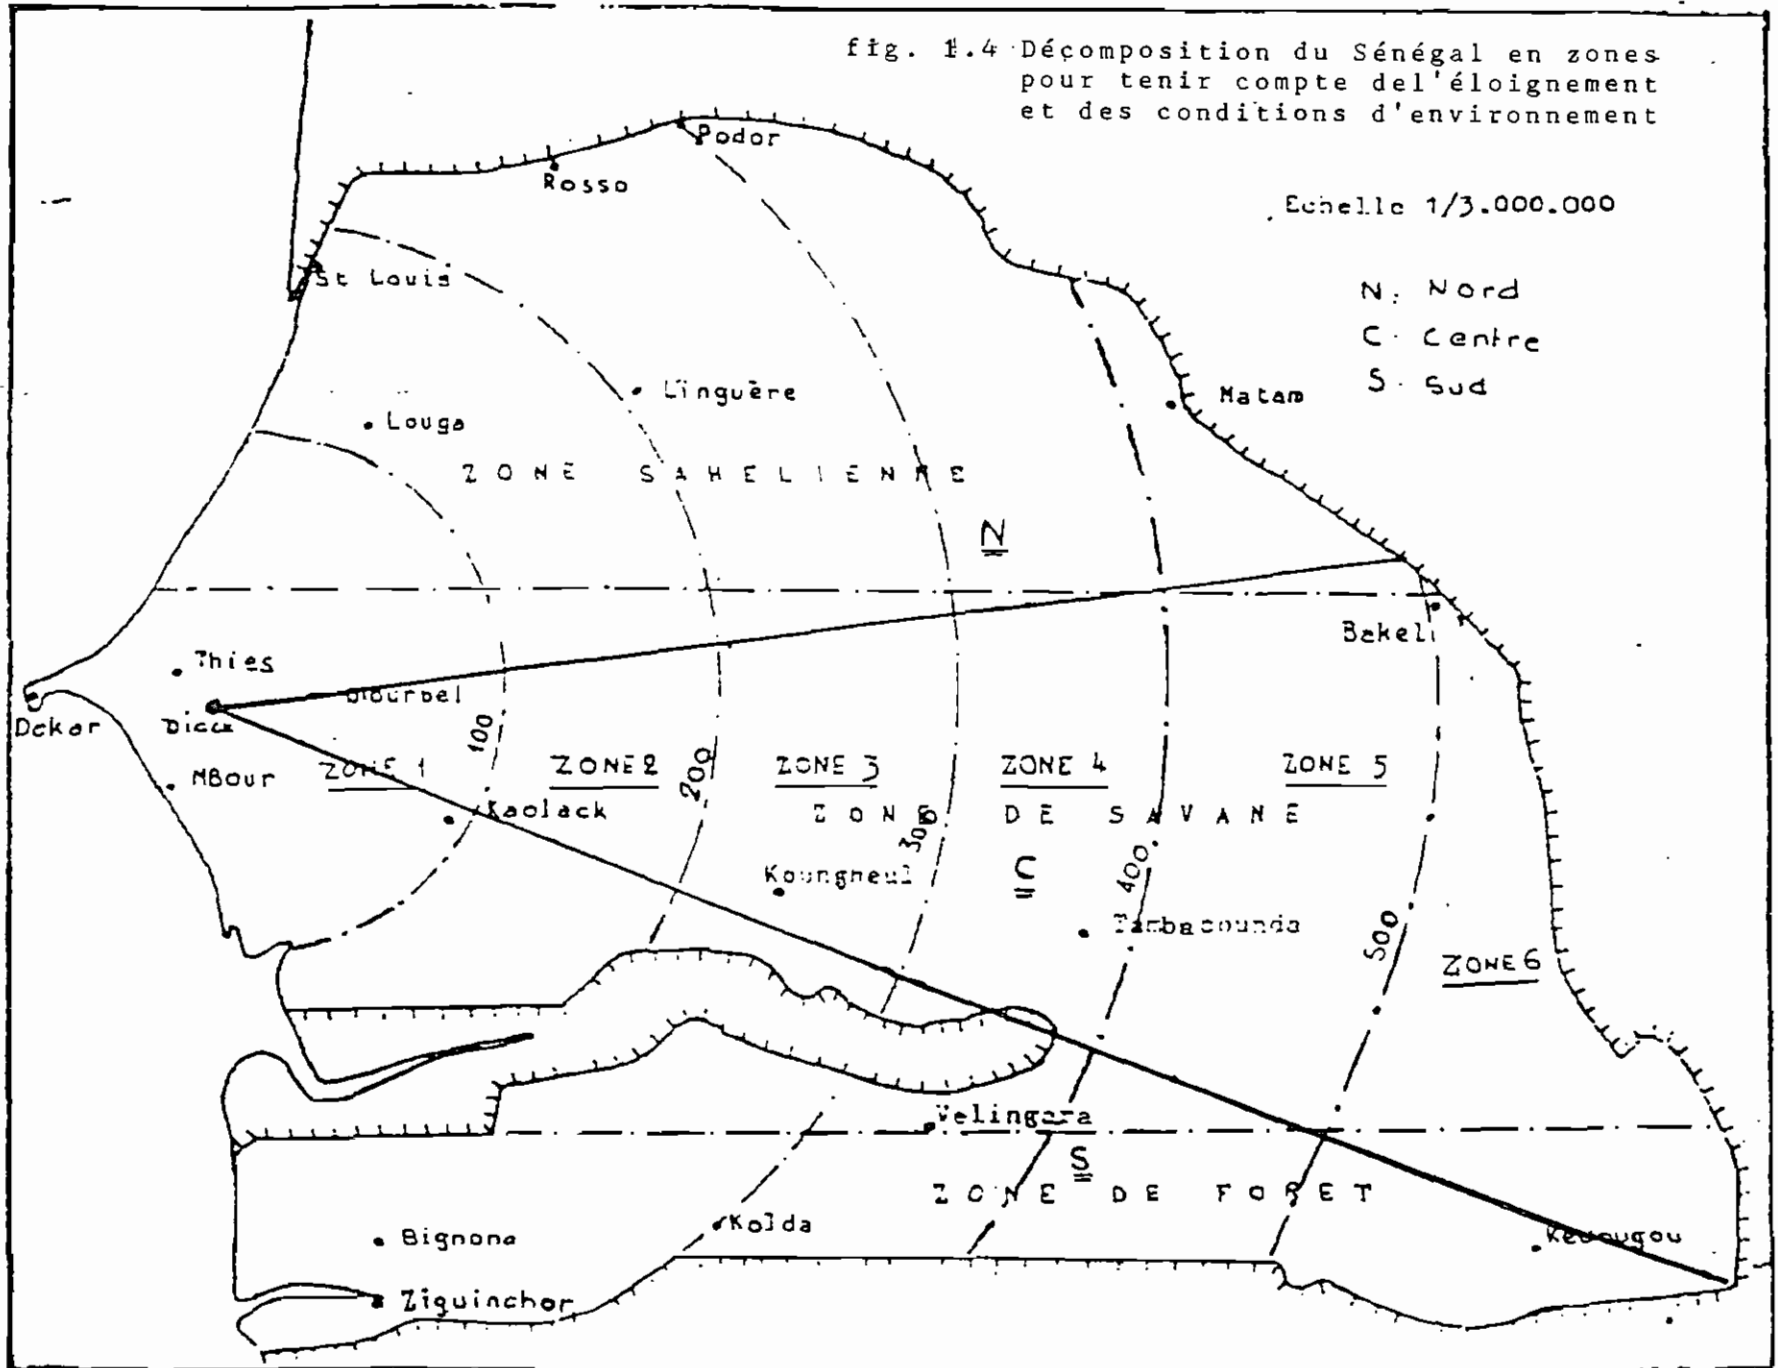 fig. 1.4 Décomposition du Sénégal en zones
pour tenir compte del'éloignement
et des conditions d'environnement
Echelle 1/3.000.000
N: Nord
C. Centre
S. Sud
Podor
Rosso
St Louis
Linguère
Louga
Matam
ZONE SAHELIENNE
N
Bakel
Thies
Diourbel
Dakar
100
200
300
400
500
MBour
ZONE 1
ZONE 2
ZONE 3
ZONE 4
ZONE 5
Kaolack
ZONE DE SAVANE
C
Koungheul
Tambacounda
ZONE 6
Velingara
S
ZONE DE FORET
Kolda
Bignona
Ziguinchor